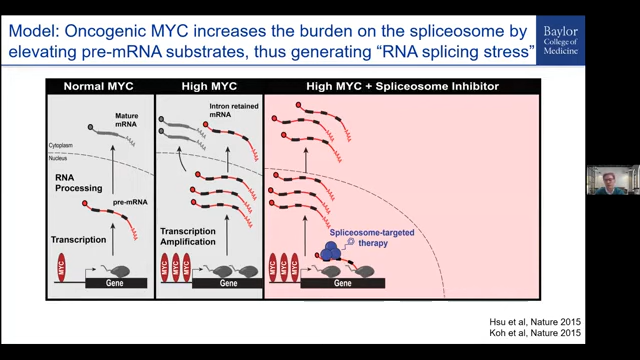 Model: Oncogenic MYC increases the burden on the spliceosome by
elevating pre-mRNA substrates, thus generating “RNA splicing stress”
Baylor
College of
Medicine
Normal MYC
High MYC
High MYC + Spliceosome Inhibitor
Mature
mRNA
Cytoplasm
Nucleus
RNA
Processing
pre-mRNA
Transcription
MYC
Gene
Intron retained
mRNA
Transcription
Amplification
MYC
MYC
MYC
Gene
Spliceosome-targeted
therapy
MYC
MYC
MYC
Gene
Hsu et al, Nature 2015
Koh et al, Nature 2015